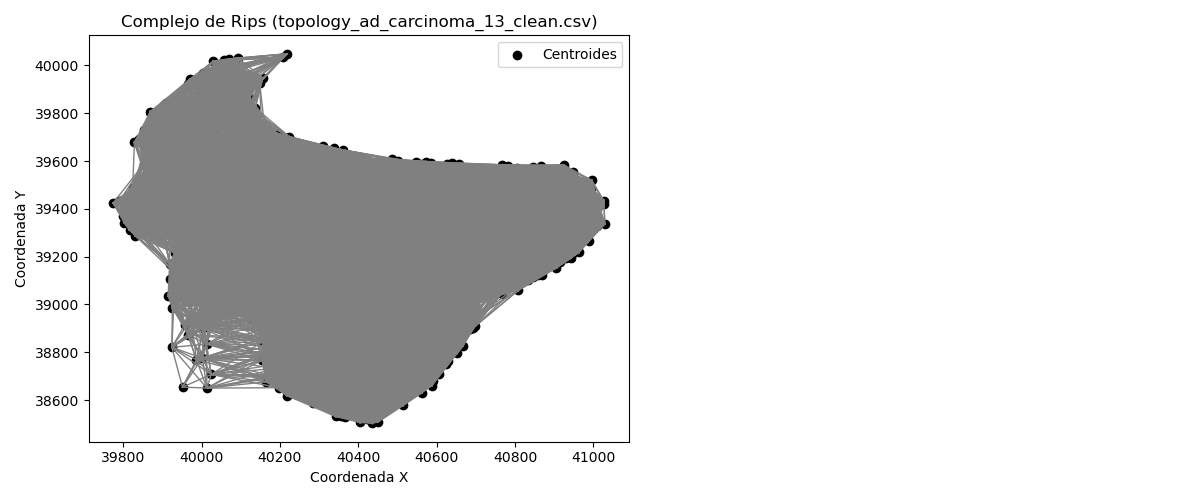 Complejo de Rips (topology_ad_carcinoma_13_clean.csv)
Centroides
40000
39800
39600
39400
39200
39000
38800
38600
Coordenada Y
39800 40000 40200 40400 40600 40800 41000
Coordenada X